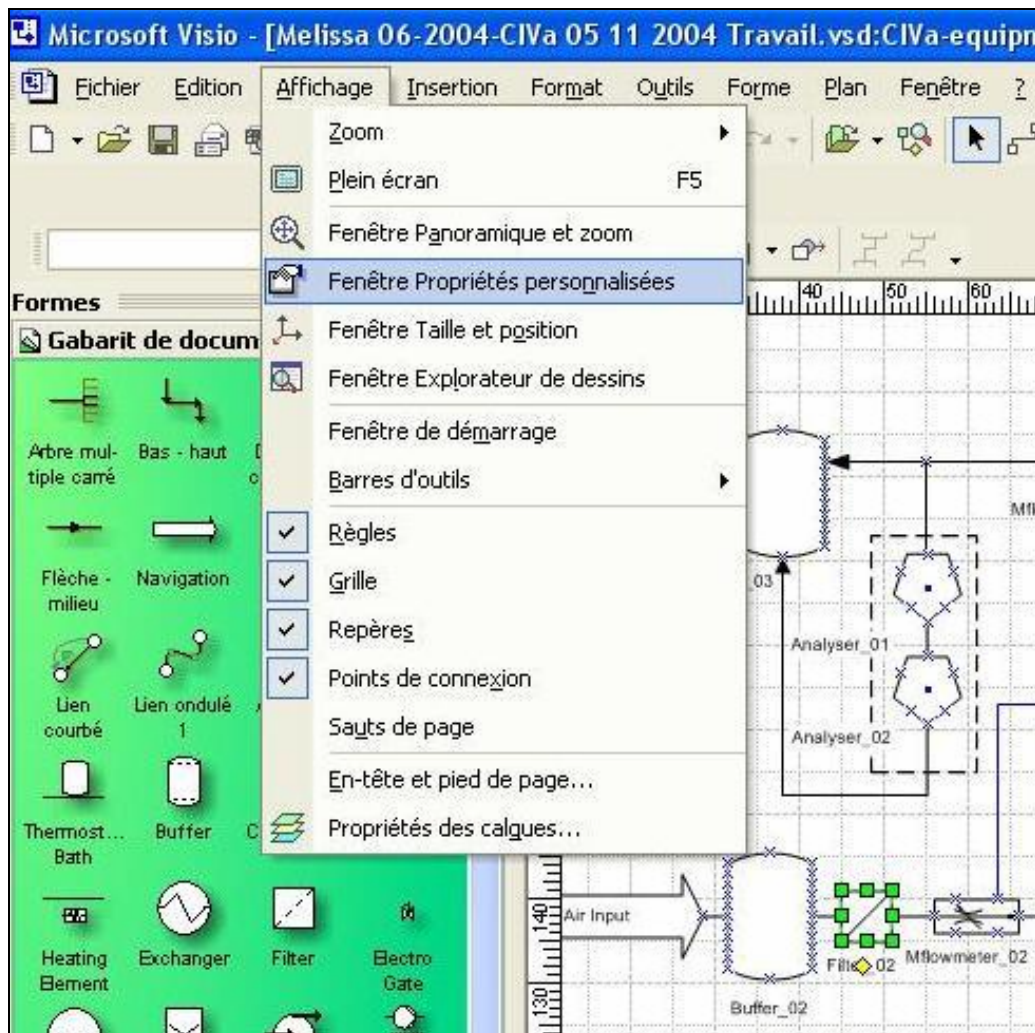 Microsoft Visio - [Melissa 06-2004-CIVa 05 11 2004 Travail.vsd:CIVa-equipm
Fichier Edition Affichage Insertion Format Outils Forme Plan Fenêtre ?
Zoom
Plein écran F5
Fenêtre Panoramique et zoom
Fenêtre Propriétés personnalisées
Fenêtre Taille et position
Fenêtre Explorateur de dessins
Fenêtre de démarrage
Barres d'outils
Règles
Grille
Repères
Points de connexion
Sauts de page
En-tête et pied de page...
Propriétés des calques...
Formes
Gabarit de docum
Arbre mul-
tiple carré
Bas - haut
Flèche -
milieu
Navigation
Lien
courbé
Lien ondulé
1
Thermost...
Bath
Buffer
Heating
Element
Exchanger
Filter
Electro
Gate
40 50 60
_03
Analyser_01
Analyser_02
140
Air Input
130
Buffer_02
Mflowmeter_02